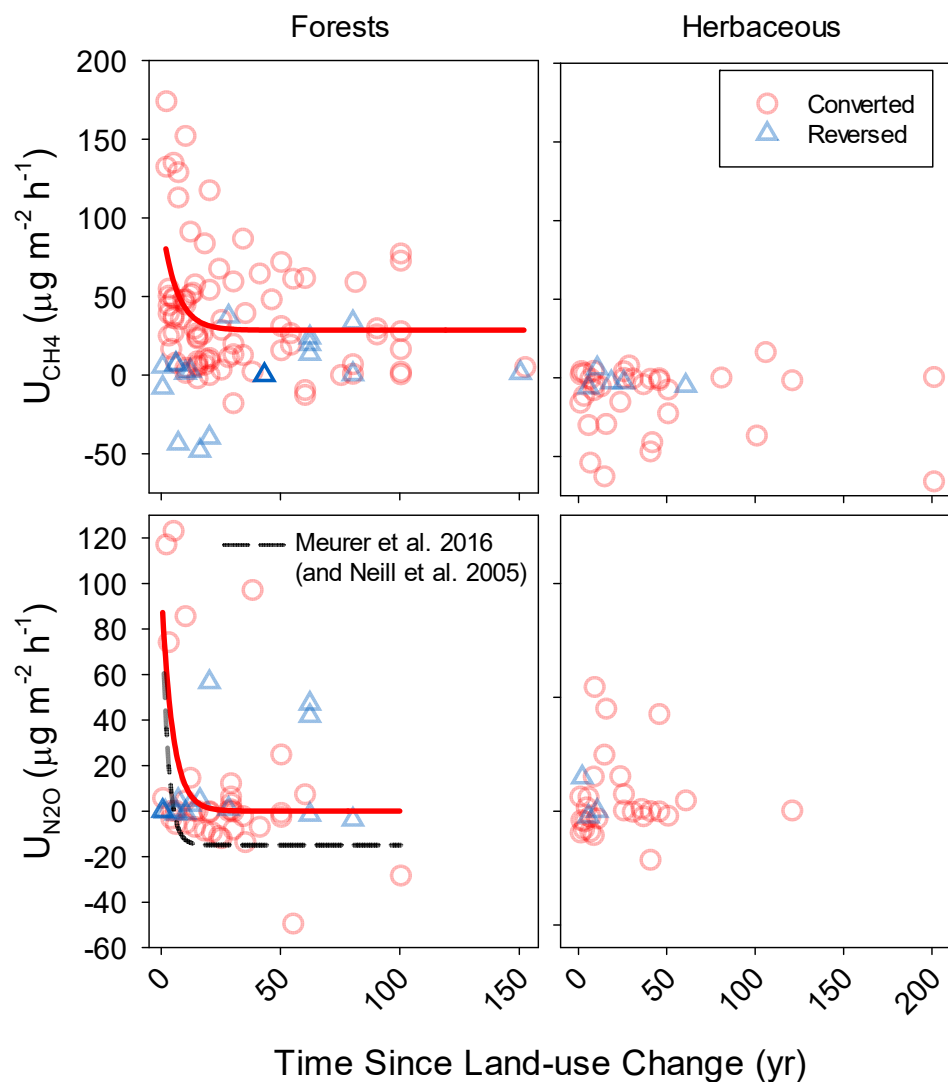 Forests
Herbaceous
200
150
100
50
0
-50
U_CH4 (μg m⁻² h⁻¹)
Converted
Reversed
120
100
80
60
40
20
0
-20
-40
-60
U_N2O (μg m⁻² h⁻¹)
Meurer et al. 2016
(and Neill et al. 2005)
0 50 100 150
0 50 100 150 200
Time Since Land-use Change (yr)